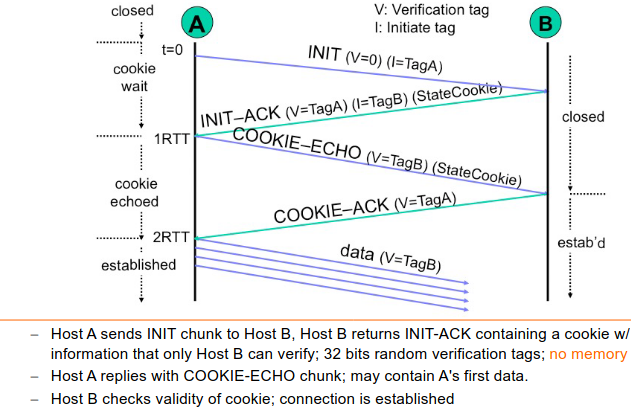 closed
A
V: Verification tag
I: Initiate tag
B
t=0
INIT (V=0) (I=TagA)
cookie
wait
INIT–ACK (V=TagA) (I=TagB) (StateCookie)
closed
1RTT
COOKIE–ECHO (V=TagB) (StateCookie)
cookie
echoed
COOKIE–ACK (V=TagA)
2RTT
estab'd
data (V=TagB)
established
– Host A sends INIT chunk to Host B, Host B returns INIT-ACK containing a cookie w/
information that only Host B can verify; 32 bits random verification tags; no memory
– Host A replies with COOKIE-ECHO chunk; may contain A's first data.
– Host B checks validity of cookie; connection is established